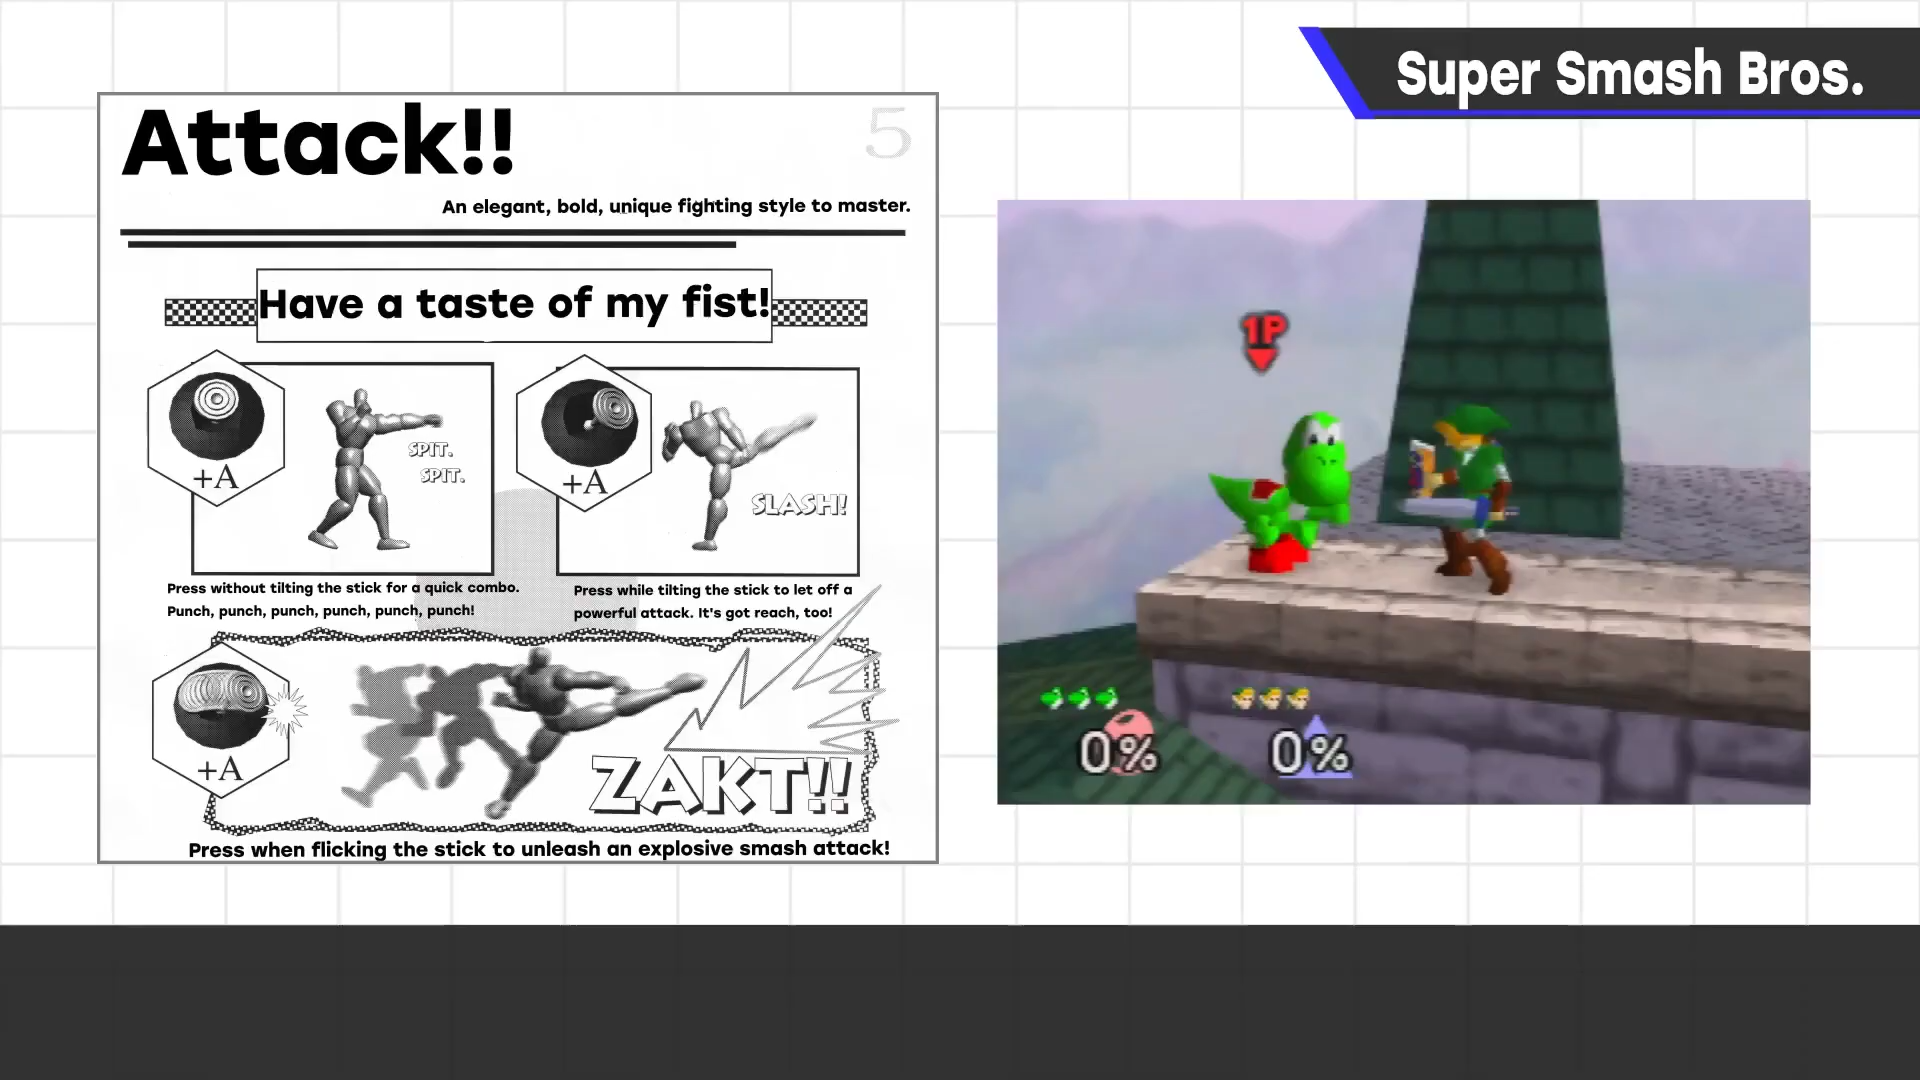 Super Smash Bros.
Attack!!
5
An elegant, bold, unique fighting style to master.
Have a taste of my fist!
+A
SPIT.
SPIT.
+A
SLASH!
Press without tilting the stick for a quick combo.
Punch, punch, punch, punch, punch, punch!
Press while tilting the stick to let off a
powerful attack. It's got reach, too!
+A
ZAKT!!
Press when flicking the stick to unleash an explosive smash attack!
1P
0%
0%